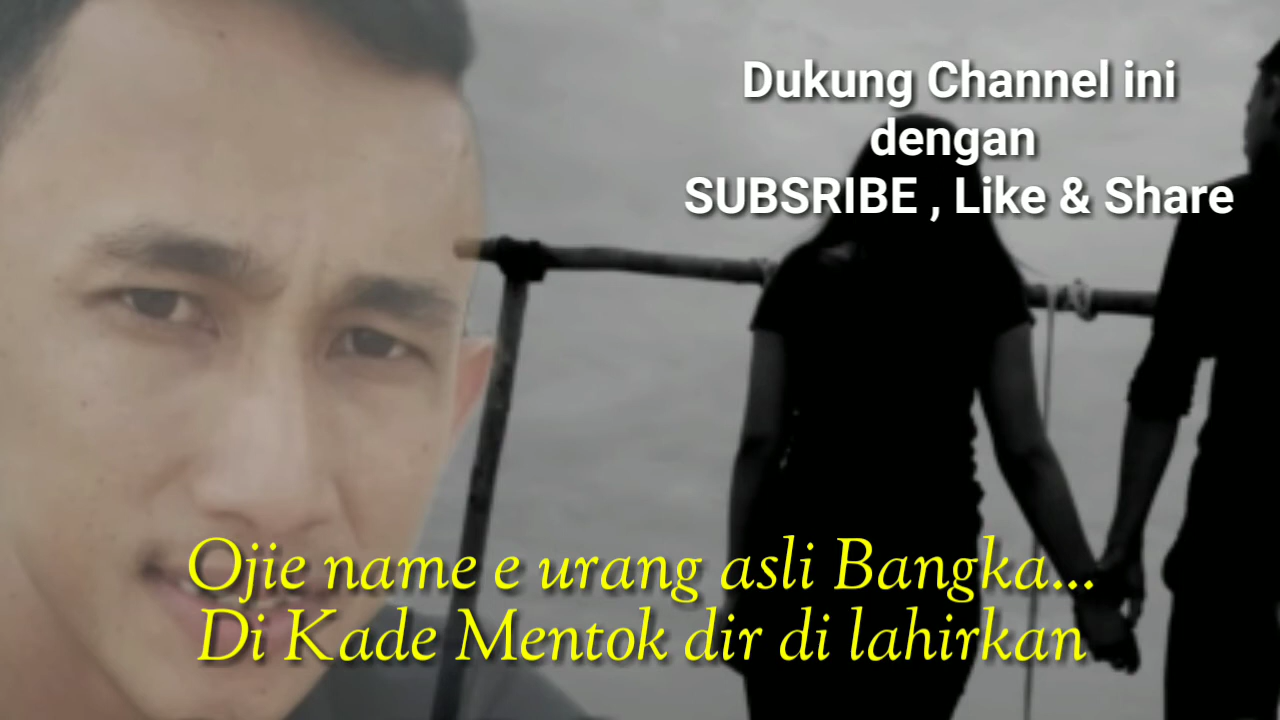 Dukung Channel ini
dengan
SUBSRIBE , Like & Share
Ojie name e urang asli Bangka...
Di Kade Mentok dir di lahirkan